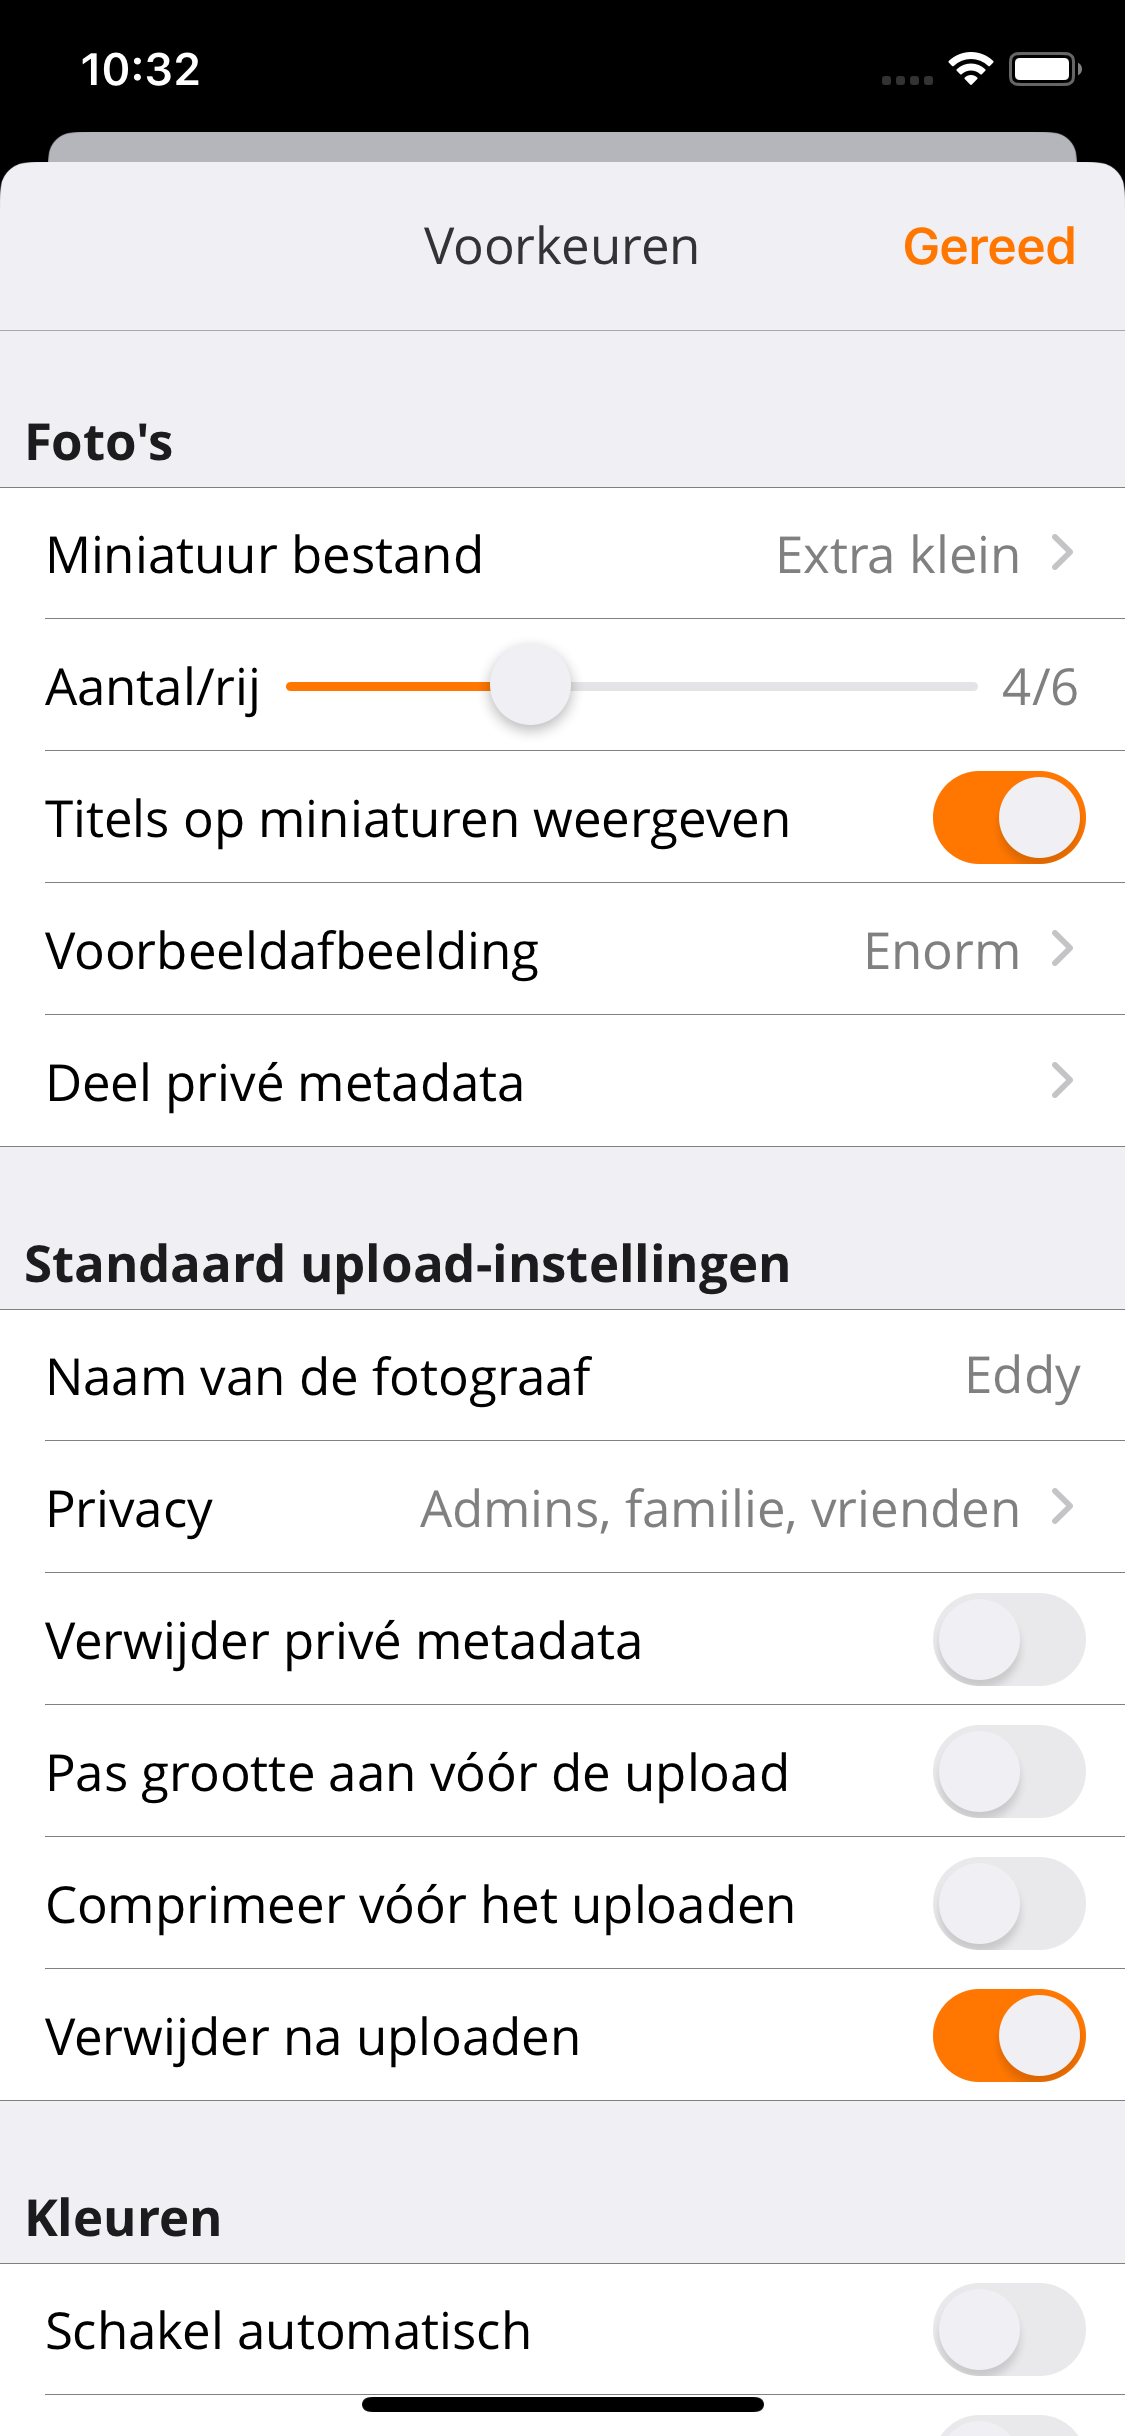 10:32
Voorkeuren
Gereed
Foto's
Miniatuur bestand
Extra klein
Aantal/rij
4/6
Titels op miniaturen weergeven
Voorbeeldafbeelding
Enorm
Deel privé metadata
Standaard upload-instellingen
Naam van de fotograaf
Eddy
Privacy
Admins, familie, vrienden
Verwijder privé metadata
Pas grootte aan vóór de upload
Comprimeer vóór het uploaden
Verwijder na uploaden
Kleuren
Schakel automatisch